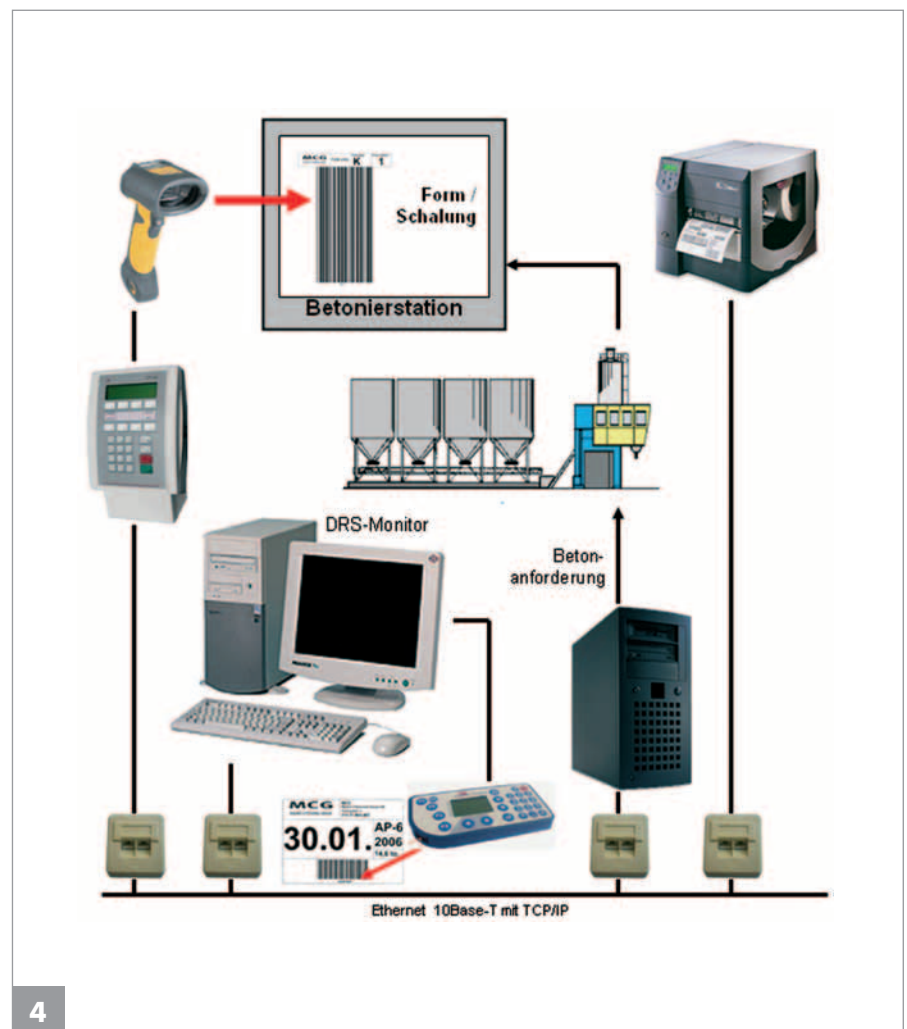 MCG
K
1
Form /
Schalung
Betonierstation
DRS-Monitor
Beton-
anforderung
MCG
MCG
30.01.
AP-6
2006
Ethernet 10Base-T mit TCP/IP
4